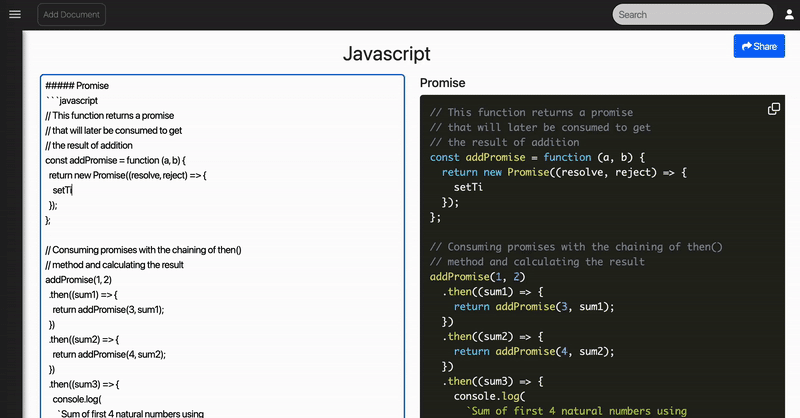 Add Document
Search
Javascript
Share
##### Promise
```javascript
// This function returns a promise
// that will later be consumed to get
// the result of addition
const addPromise = function (a, b) {
  return new Promise((resolve, reject) => {
    setTi
  });
};

// Consuming promises with the chaining of then()
// method and calculating the result
addPromise(1, 2)
  .then((sum1) => {
    return addPromise(3, sum1);
  })
  .then((sum2) => {
    return addPromise(4, sum2);
  })
  .then((sum3) => {
    console.log(
      `Sum of first 4 natural numbers using
Promise
// This function returns a promise
// that will later be consumed to get
// the result of addition
const addPromise = function (a, b) {
  return new Promise((resolve, reject) => {
    setTi
  });
};

// Consuming promises with the chaining of then()
// method and calculating the result
addPromise(1, 2)
  .then((sum1) => {
    return addPromise(3, sum1);
  })
  .then((sum2) => {
    return addPromise(4, sum2);
  })
  .then((sum3) => {
    console.log(
      `Sum of first 4 natural numbers using